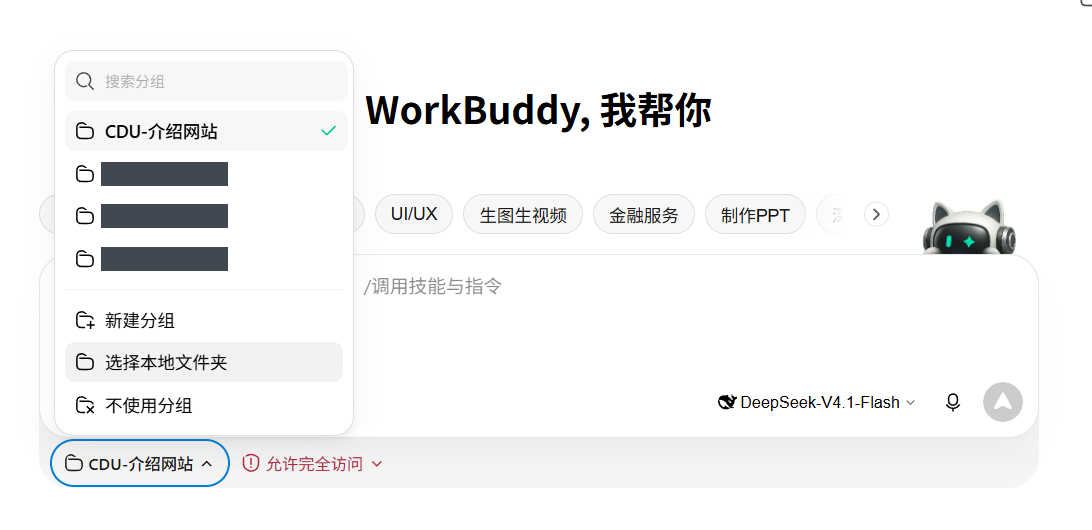 搜索分组
CDU-介绍网站
新建分组
选择本地文件夹
不使用分组
WorkBuddy, 我帮你
UI/UX
生图生视频
金融服务
制作PPT
/调用技能与指令
DeepSeek-V4.1-Flash
CDU-介绍网站
允许完全访问